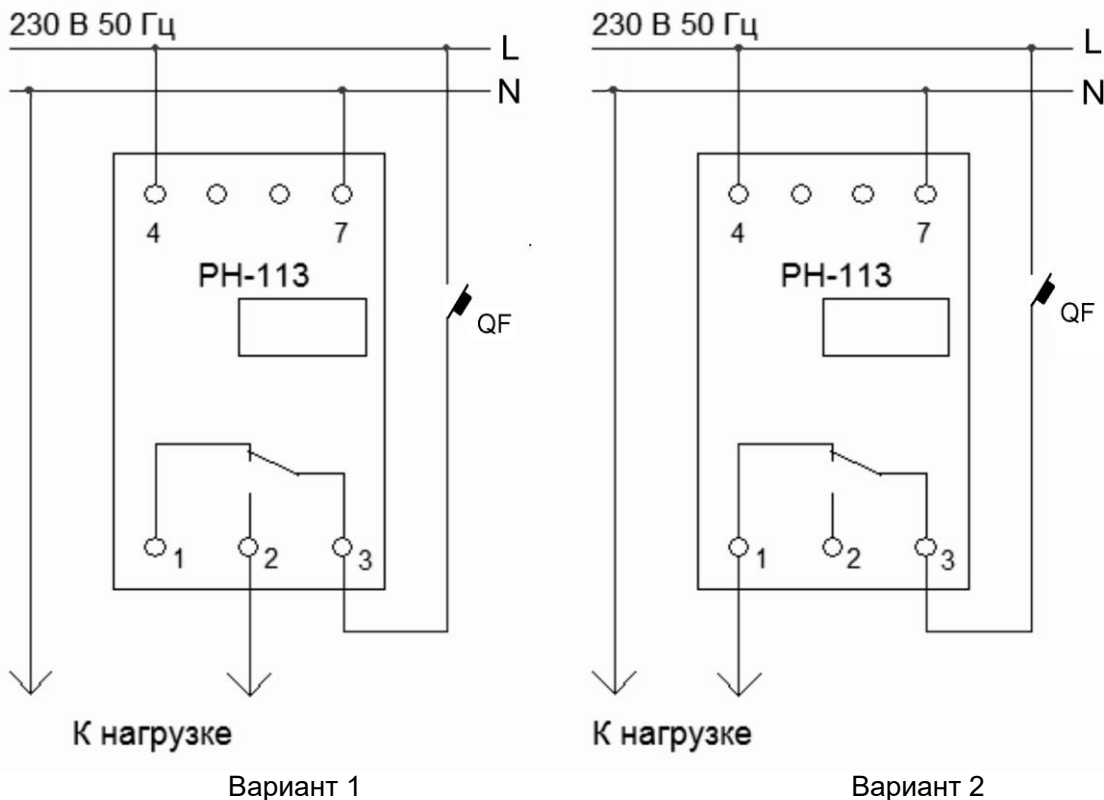 230 В 50 Гц
L
N
4
7
РН-113
QF
1
2
3
К нагрузке
Вариант 1
230 В 50 Гц
L
N
4
7
РН-113
QF
1
2
3
К нагрузке
Вариант 2